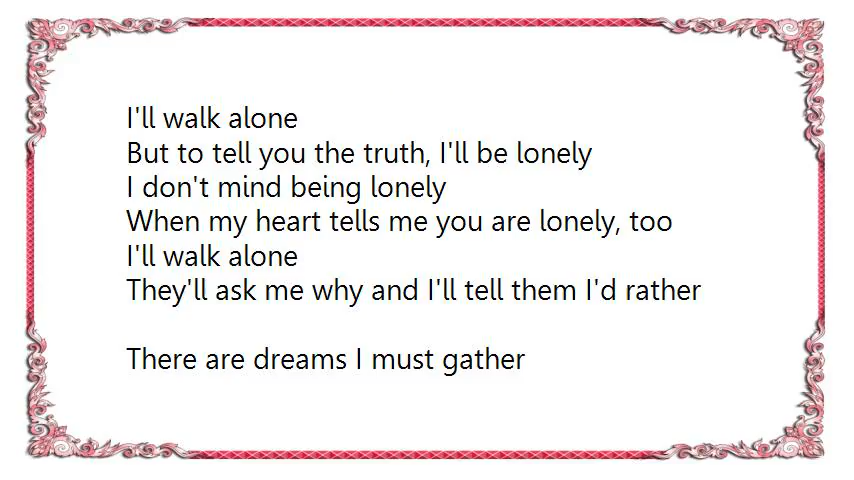 I'll walk alone
But to tell you the truth, I'll be lonely
I don't mind being lonely
When my heart tells me you are lonely, too
I'll walk alone
They'll ask me why and I'll tell them I'd rather
There are dreams I must gather